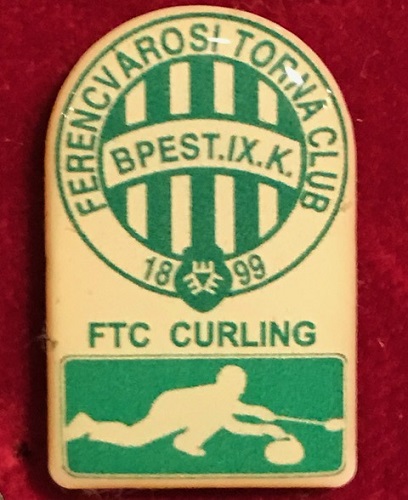 FERENCVÁROSI TORNA CLUB
BPEST.IX.K.
18 99
FTC CURLING